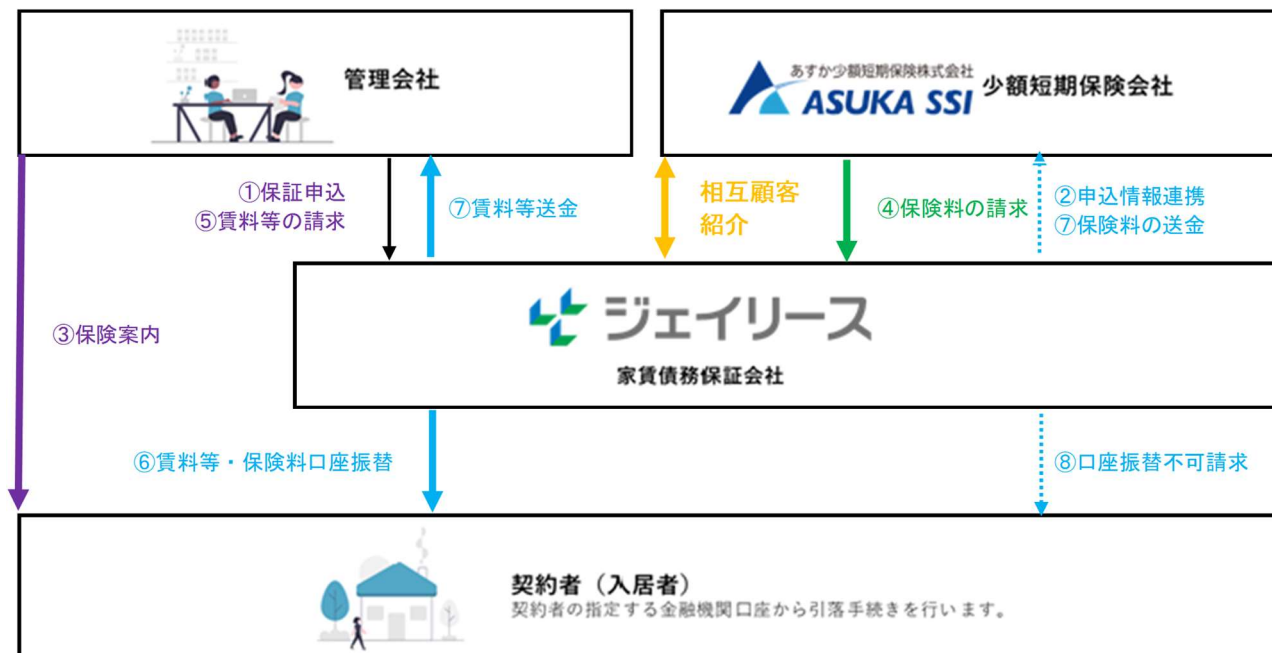 管理会社
あすか少額短期保険株式会社
ASUKA SSI
少額短期保険会社
①保証申込
⑤賃料等の請求
⑦賃料等送金
相互顧客
紹介
④保険料の請求
②申込情報連携
⑦保険料の送金
③保険案内
ジェイリース
家賃債務保証会社
⑥賃料等・保険料口座振替
⑧口座振替不可請求
契約者（入居者）
契約者の指定する金融機関口座から引落手続きを行います。